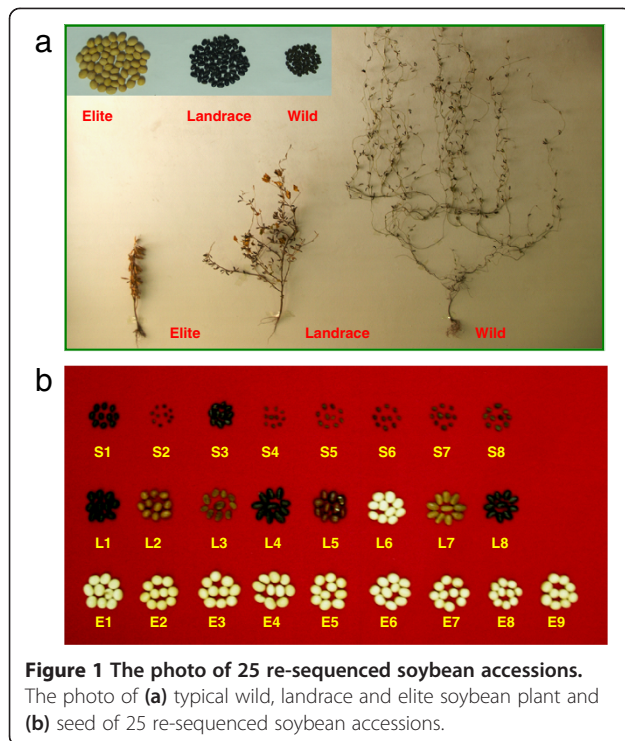 a
Elite Landrace Wild
Elite Landrace Wild
b
S1 S2 S3 S4 S5 S6 S7 S8
L1 L2 L3 L4 L5 L6 L7 L8
E1 E2 E3 E4 E5 E6 E7 E8 E9
Figure 1 The photo of 25 re-sequenced soybean accessions.
The photo of (a) typical wild, landrace and elite soybean plant and
(b) seed of 25 re-sequenced soybean accessions.